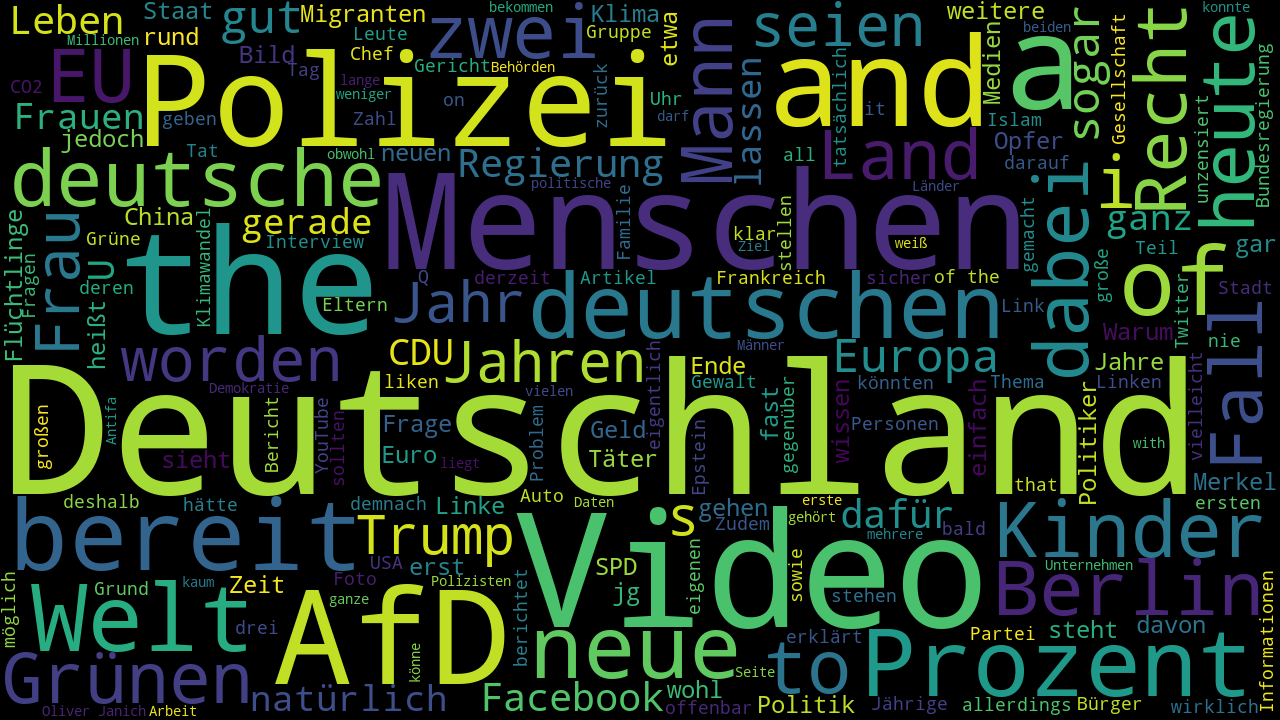 Leben
Staat
gut
Migranten
bekommen
Klima
weitere
konnte
Millionen
rund
Leute
zwei
Gruppe
etwa
seien
beiden
Bild
Chef
Gericht
Behörden
Medien
sogar
Gesellschaft
Recht
heute
CO2
EU
Tag
lange
weniger
zurück
Mann
and
a
Polizei
on
Uhr
lassen
it
Frauen
geben
Zahl
darf
tatsächlich
Islam
unzensiert
Bundesregierung
jedoch
Tat
obwohl
neuen
Regierung
all
Land
Opfer
darauf
deutsche
politische
Länder
dabei
i
Menschen
Familie
Frau
China
gerade
klar
stellen
gemacht
ganz
Flüchtlinge
Fragen
Grüne
Klimawandel
Interview
Ziel
weiß
große
Teil
gar
the
U
deren
Q
derzeit
Artikel
Frankreich
sicher
of the
of
Stadt
heißt
Eltern
Jahr
deutschen
Link
Warum
Twitter
nie
Fall
worden
CDU
Jahren
Männer
Ende
Europa
Jahre
Demokratie
liken
vielen
eigentlich
Gewalt
fast
könnten
Thema
Linken
vielleicht
Deutschland
großen
Antifa
Bericht
YouTube
sollten
Frage
Problem
Geld
gegenüber
wissen
Personen
einfach
Politiker
with
sieht
Euro
liegt
Täter
Epstein
that
Merkel
deshalb
hätte
demnach
Linke
Auto
Daten
erste
ersten
bereit
Trump
s
gehen
Zudem
gehört
dafür
mehrere
bald
Kinder
möglich
Grund
kaum
Zeit
USA
erst
Foto
Polizisten
Video
SPD
eigenen
sowie
Unternehmen
Welt
ganze
berichtet
jg
stehen
Berlin
drei
AfD
neue
erklärt
Partei
steht
davon
Informationen
Grünen
könne
Seite
to
Prozent
natürlich
Facebook
wohl
offenbar
Politik
Jährige
allerdings
Bürger
wirklich
Oliver Janich
Arbeit